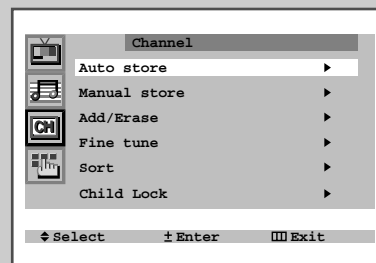 Channel
Auto store
Manual store
Add/Erase
CH
Fine tune
Sort
Child Lock
Select ± Enter Exit